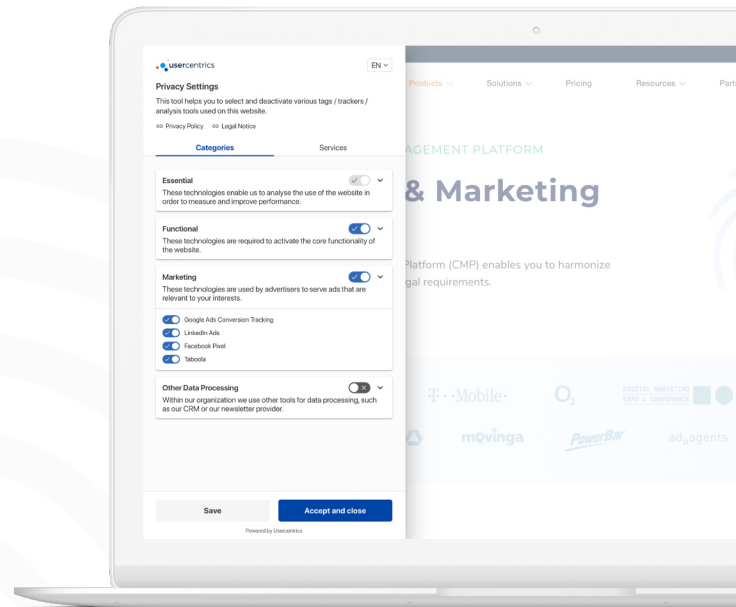 usercentrics
EN
Privacy Settings
This tool helps you to select and deactivate various tags / trackers /
analysis tools used on this website.
Privacy Policy Legal Notice
Categories Services
Essential
These technologies enable us to analyse the use of the website in
order to measure and improve performance.
Functional
These technologies are required to activate the core functionality of
the website.
Marketing
These technologies are used by advertisers to serve ads that are
relevant to your interests.
Google Ads Conversion Tracking
LinkedIn Ads
Facebook Pixel
Taboola
Other Data Processing
Within our organization we use other tools for data processing, such
as our CRM or our newsletter provider.
Save Accept and close
Powered by Usercentrics
Products Solutions Pricing Resources Part
AGEMENT PLATFORM
& Marketing
Platform (CMP) enables you to harmonize
gal requirements.
T··Mobile·
O2
DIGITAL MARKETING
EXPO & CONFERENCE
movinga
PowerBar
ad agents